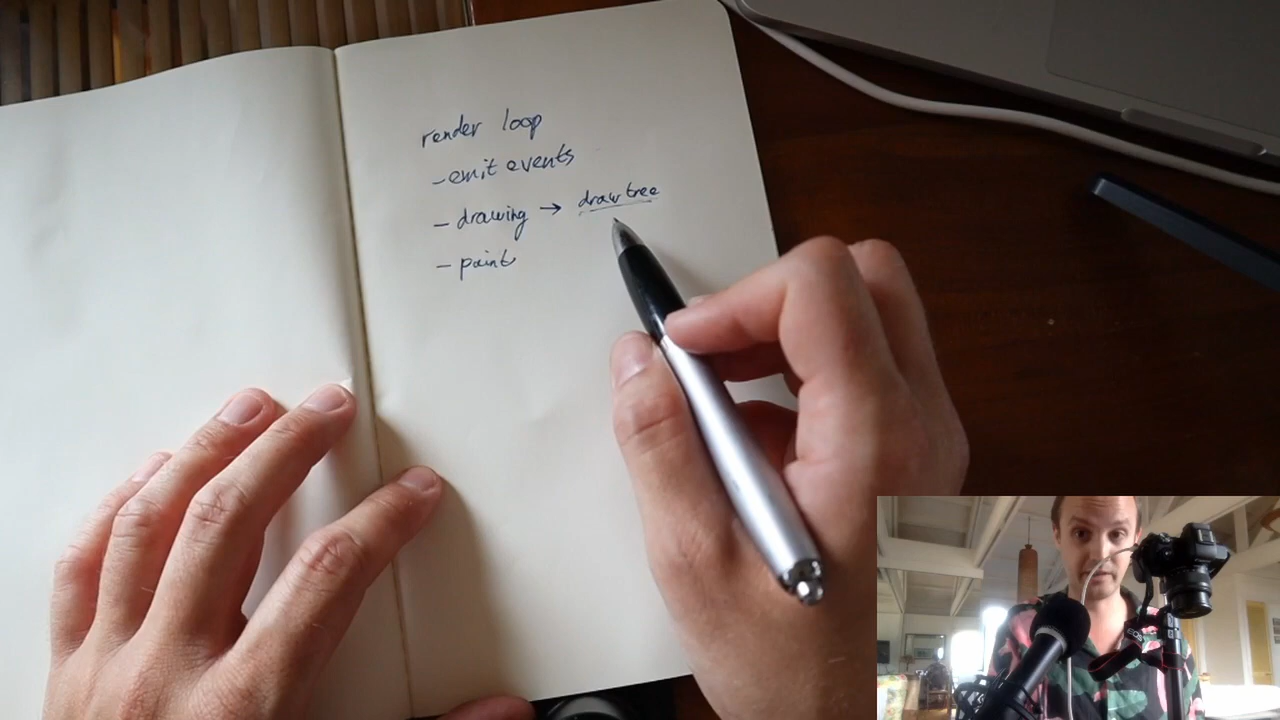 render loop
- emit events
- drawing → draw tree
- paint